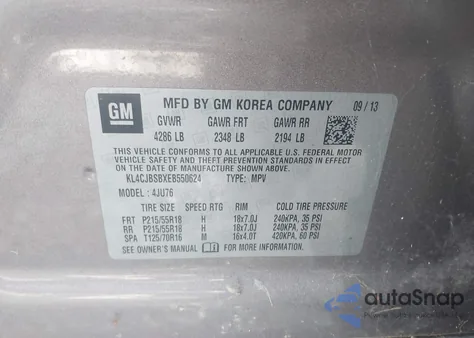 GM
MFD BY GM KOREA COMPANY 09 / 13
GVWR GAWR FRT GAWR RR
4286 LB 2348 LB 2194 LB
THIS VEHICLE CONFORMS TO ALL APPLICABLE U.S. FEDERAL MOTOR
VEHICLE SAFETY AND THEFT PREVENTION STANDARDS IN EFFECT ON THE
DATE OF MANUFACTURE SHOWN ABOVE.
KL4CJBSBXEB550624 TYPE: MPV
MODEL : 4JU76
TIRE SIZE SPEED RTG RIM COLD TIRE PRESSURE
FRT P215/55R18 H 18x7.0J 240KPA, 35 PSI
RR P215/55R18 H 18x7.0J 240KPA, 35 PSI
SPA T125/70R16 M 16x4.0T 420KPA, 60 PSI
SEE OWNER'S MANUAL FOR MORE INFORMATION.
autoSnap
POWERED BY AutoBidMaster